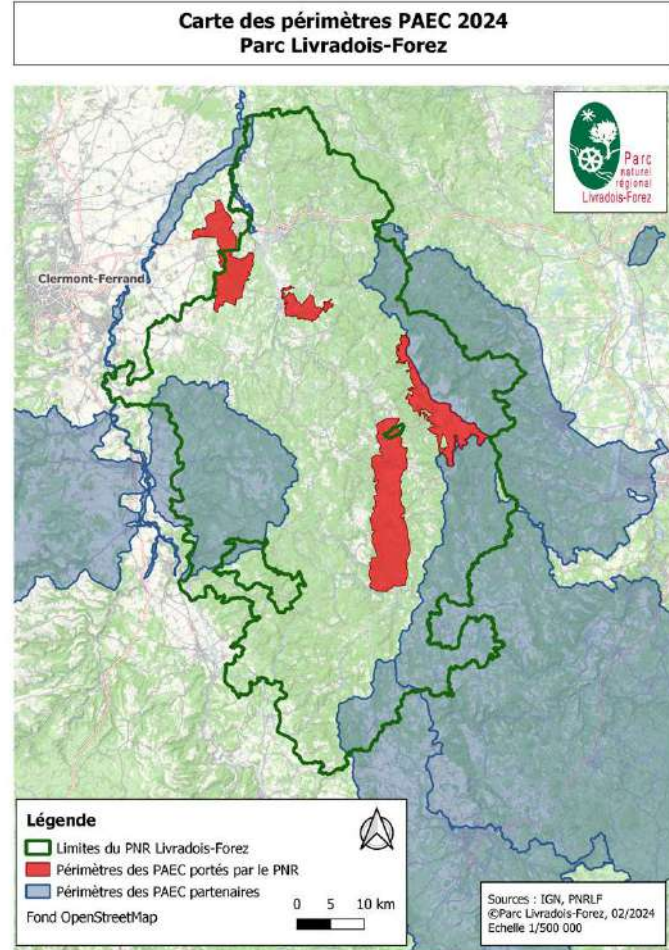 Carte des périmètres PAEC 2024
Parc Livradois-Forez
Parc
naturel
régional
Livradois-Forez
Clermont-Ferrand
Légende
Limites du PNR Livradois-Forez
Périmètres des PAEC portés par le PNR
Périmètres des PAEC partenaires
Fond OpenStreetMap
0 5 10 km
Sources : IGN, PNRLF
©Parc Livradois-Forez, 02/2024
Echelle 1/500 000